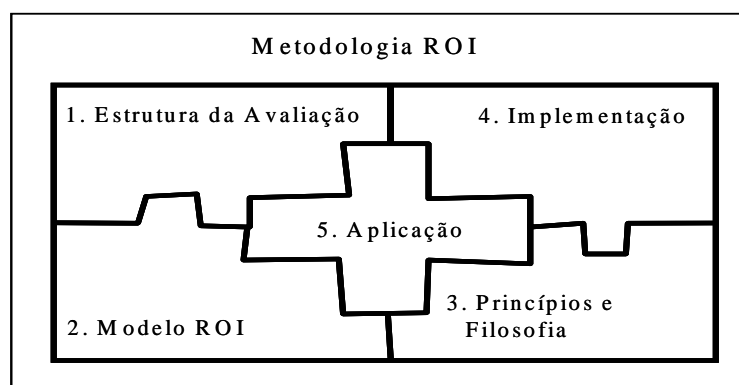 Metodologia ROI
1. Estrutura da Avaliação
4. Implementação
5. Aplicação
2. Modelo ROI
3. Princípios e
Filosofia